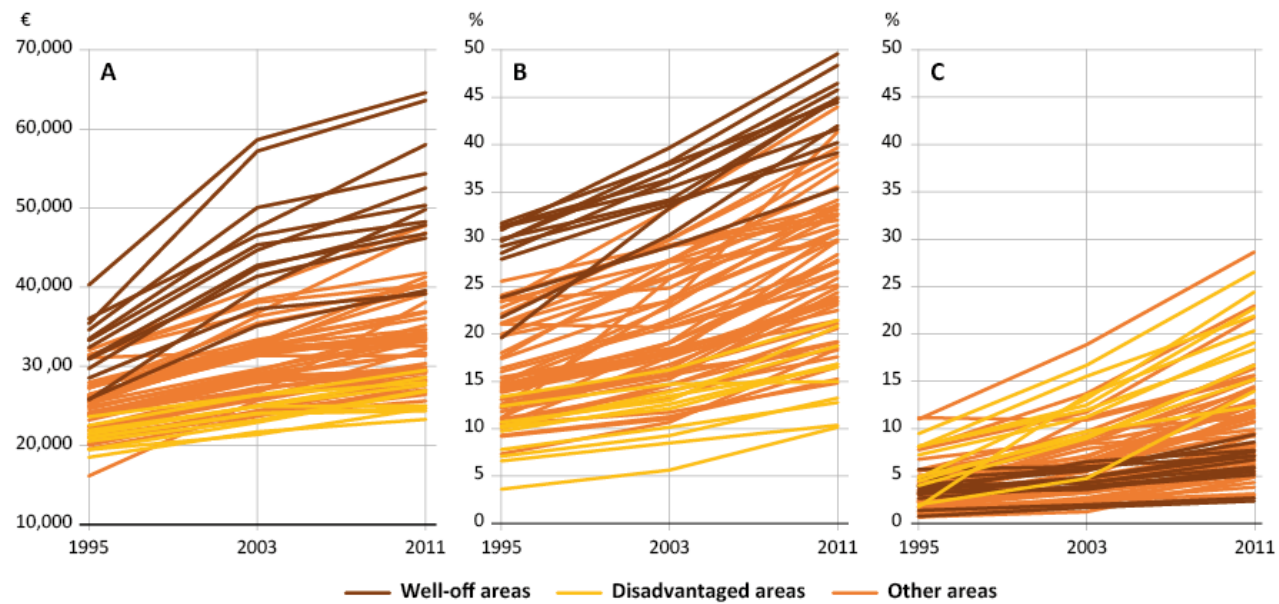 € % %
70,000 50 50
A B C
45 45
60,000
40 40
50,000 35 35
30 30
40,000
25 25
30,000 20 20
15 15
20,000 10 10
5 5
10,000 0 0
1995 2003 2011 1995 2003 2011 1995 2003 2011
Well-off areas Disadvantaged areas Other areas